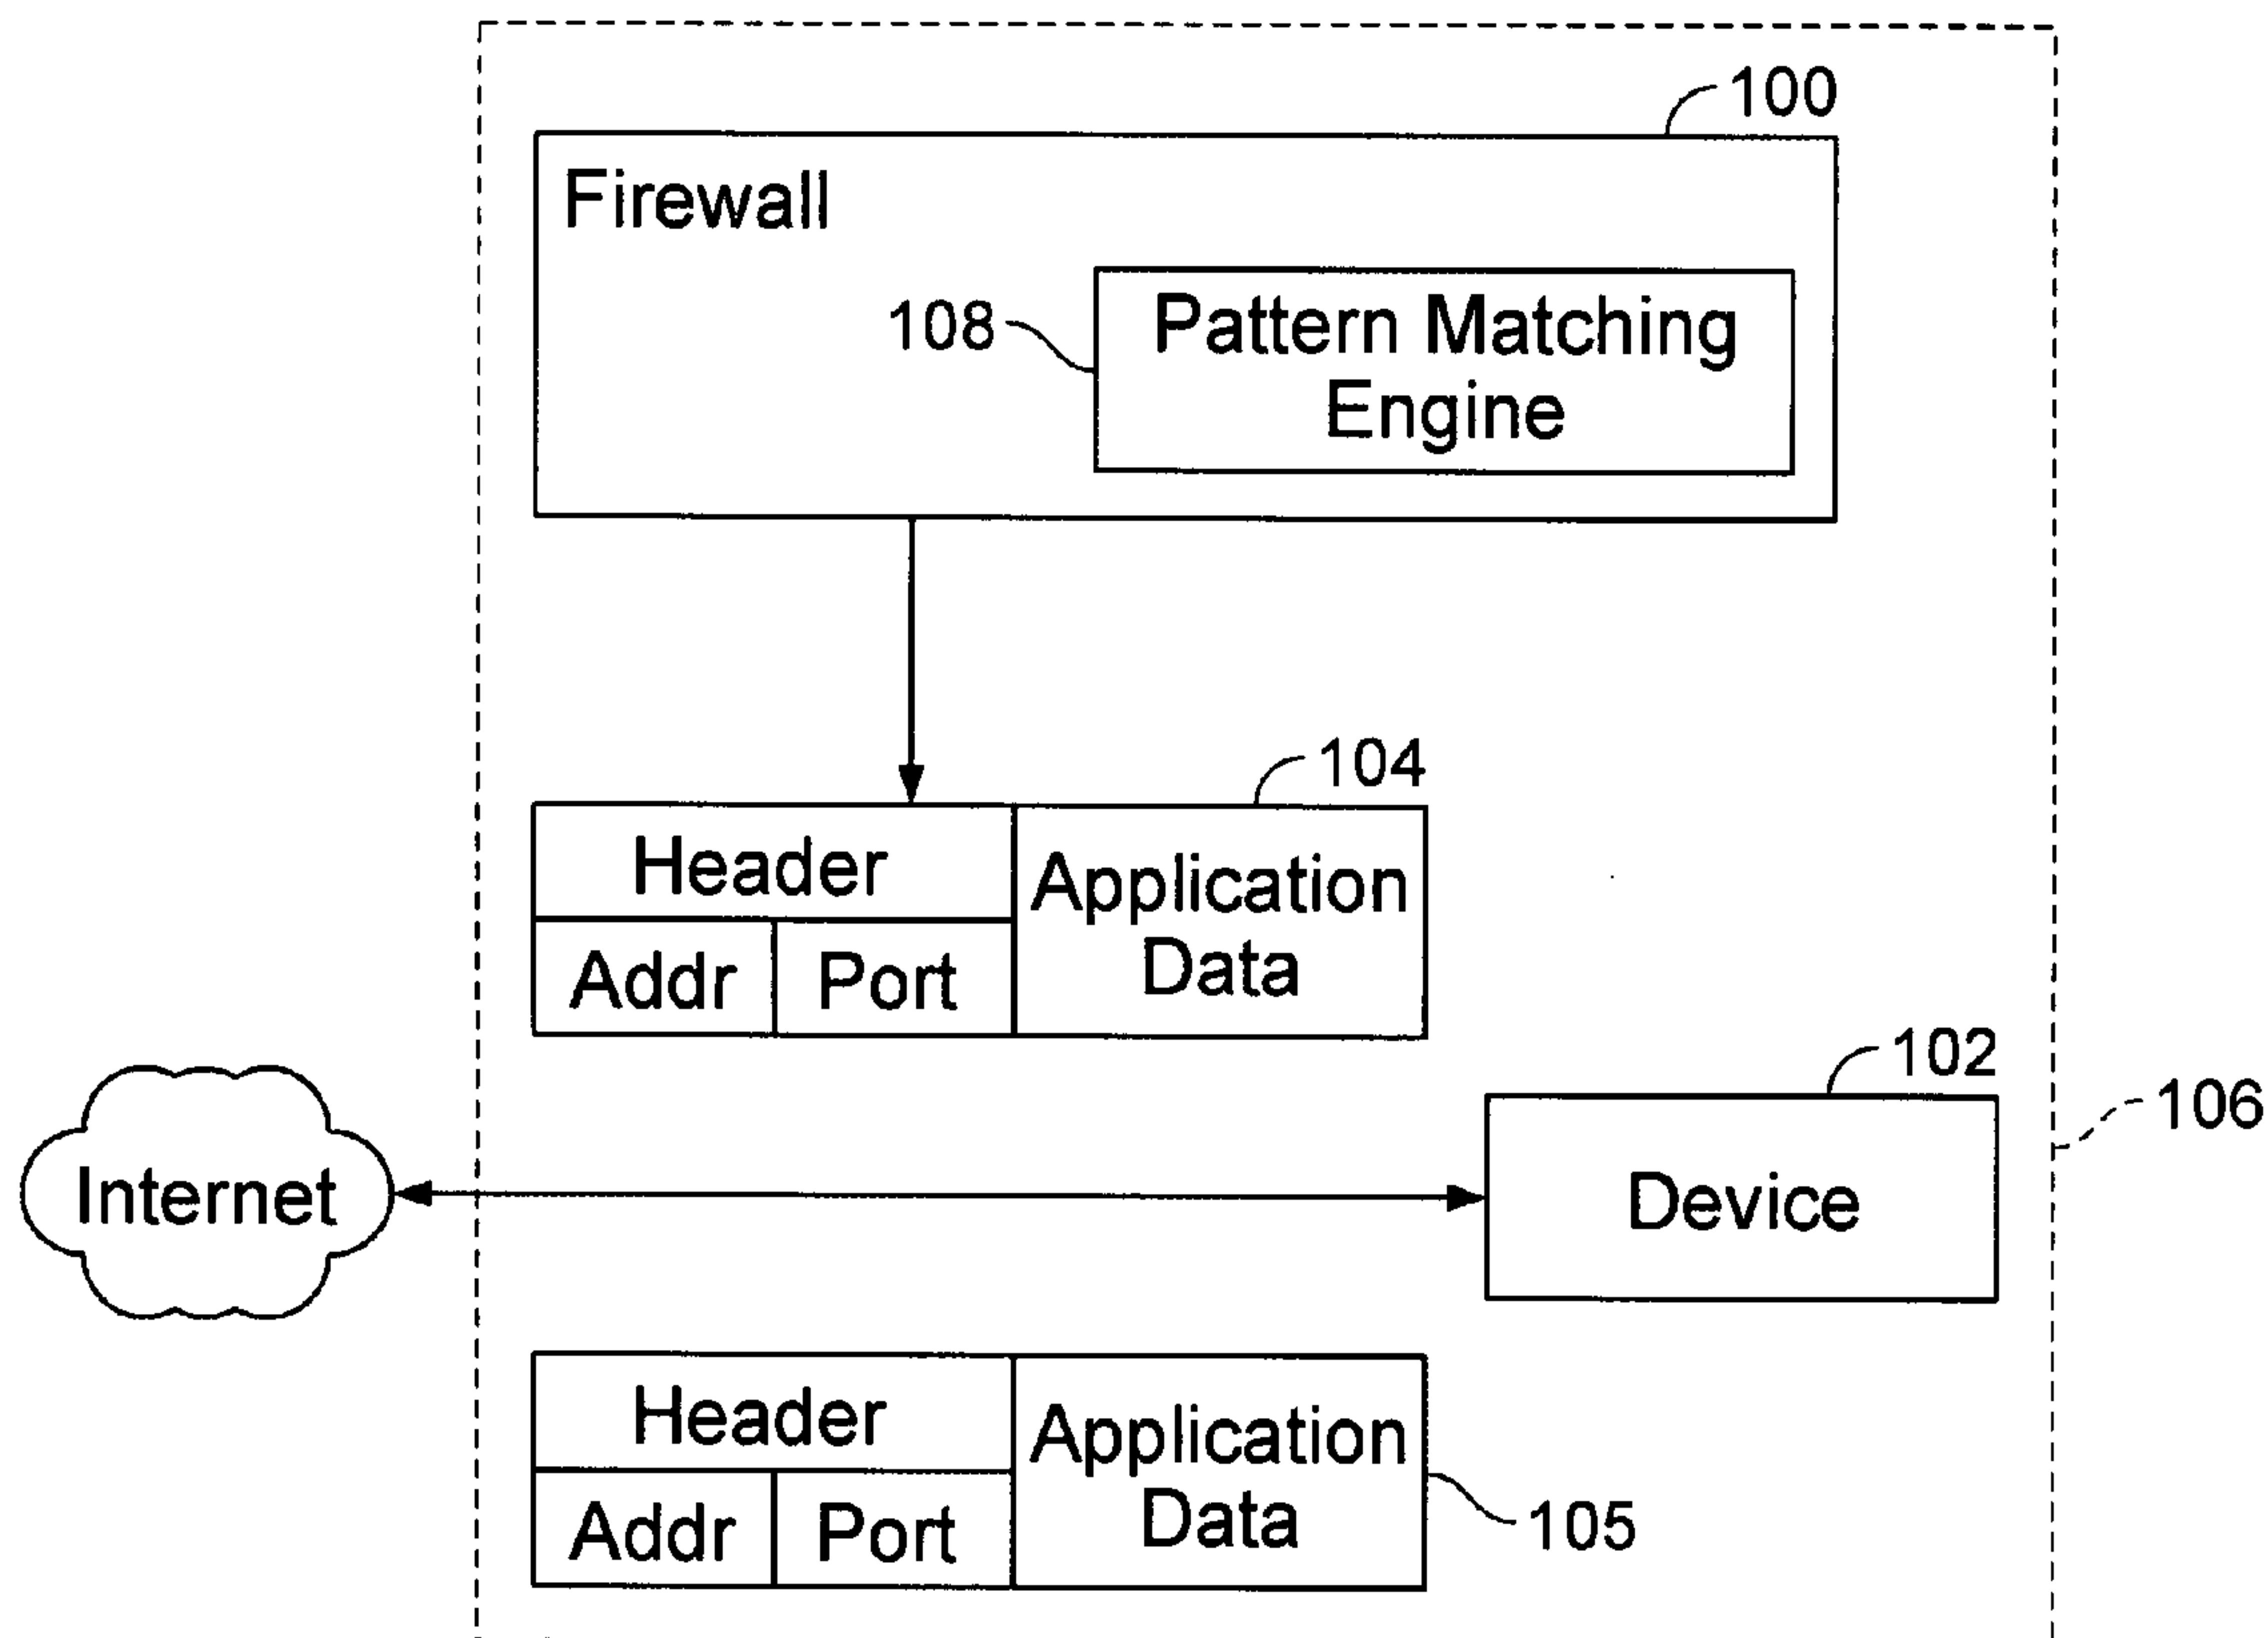 100
Firewall
108
Pattern Matching
Engine
104
Header
Application
Data
Addr
Port
102
106
Internet
Device
Header
Application
Data
Addr
Port
105